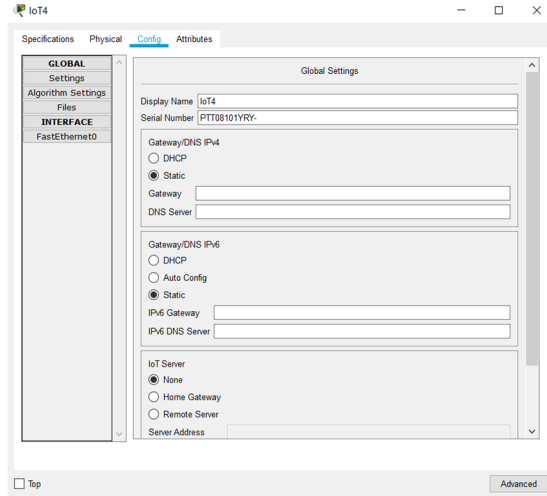 IoT4
Specifications Physical Config Attributes
GLOBAL
Settings
Algorithm Settings
Files
INTERFACE
FastEthernet0
Global Settings
Display Name IoT4
Serial Number PTT08101YRY-
Gateway/DNS IPv4
DHCP
Static
Gateway
DNS Server
Gateway/DNS IPv6
DHCP
Auto Config
Static
IPv6 Gateway
IPv6 DNS Server
IoT Server
None
Home Gateway
Remote Server
Server Address
Top
Advanced